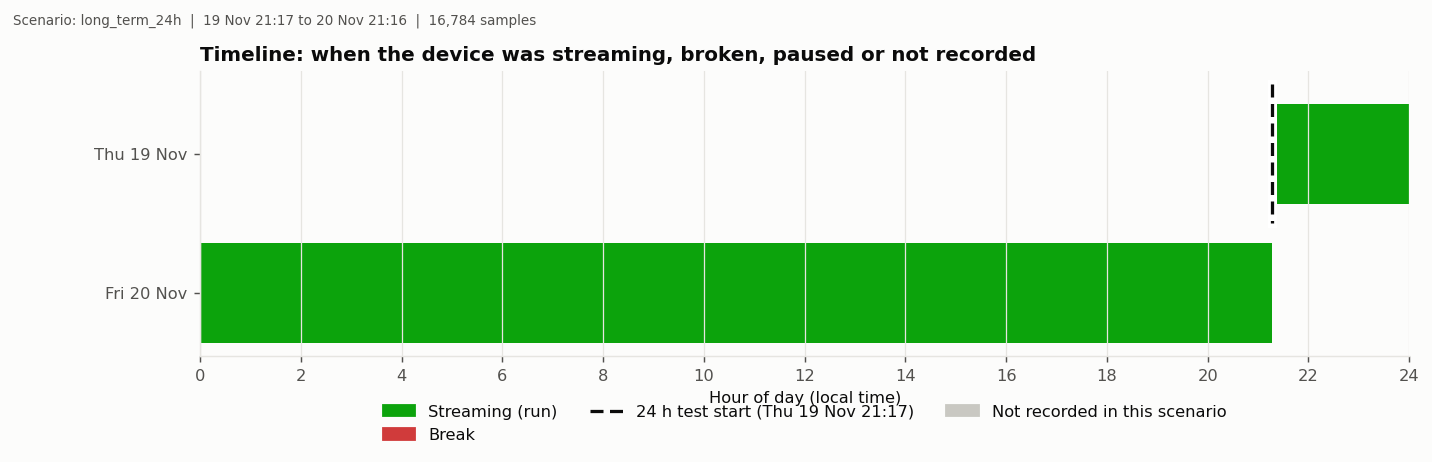 Scenario: long_term_24h | 19 Nov 21:17 to 20 Nov 21:16 | 16,784 samples
Timeline: when the device was streaming, broken, paused or not recorded
Thu 19 Nov
Fri 20 Nov
0 2 4 6 8 10 12 14 16 18 20 22 24
Hour of day (local time)
Streaming (run) 24 h test start (Thu 19 Nov 21:17) Not recorded in this scenario
Break